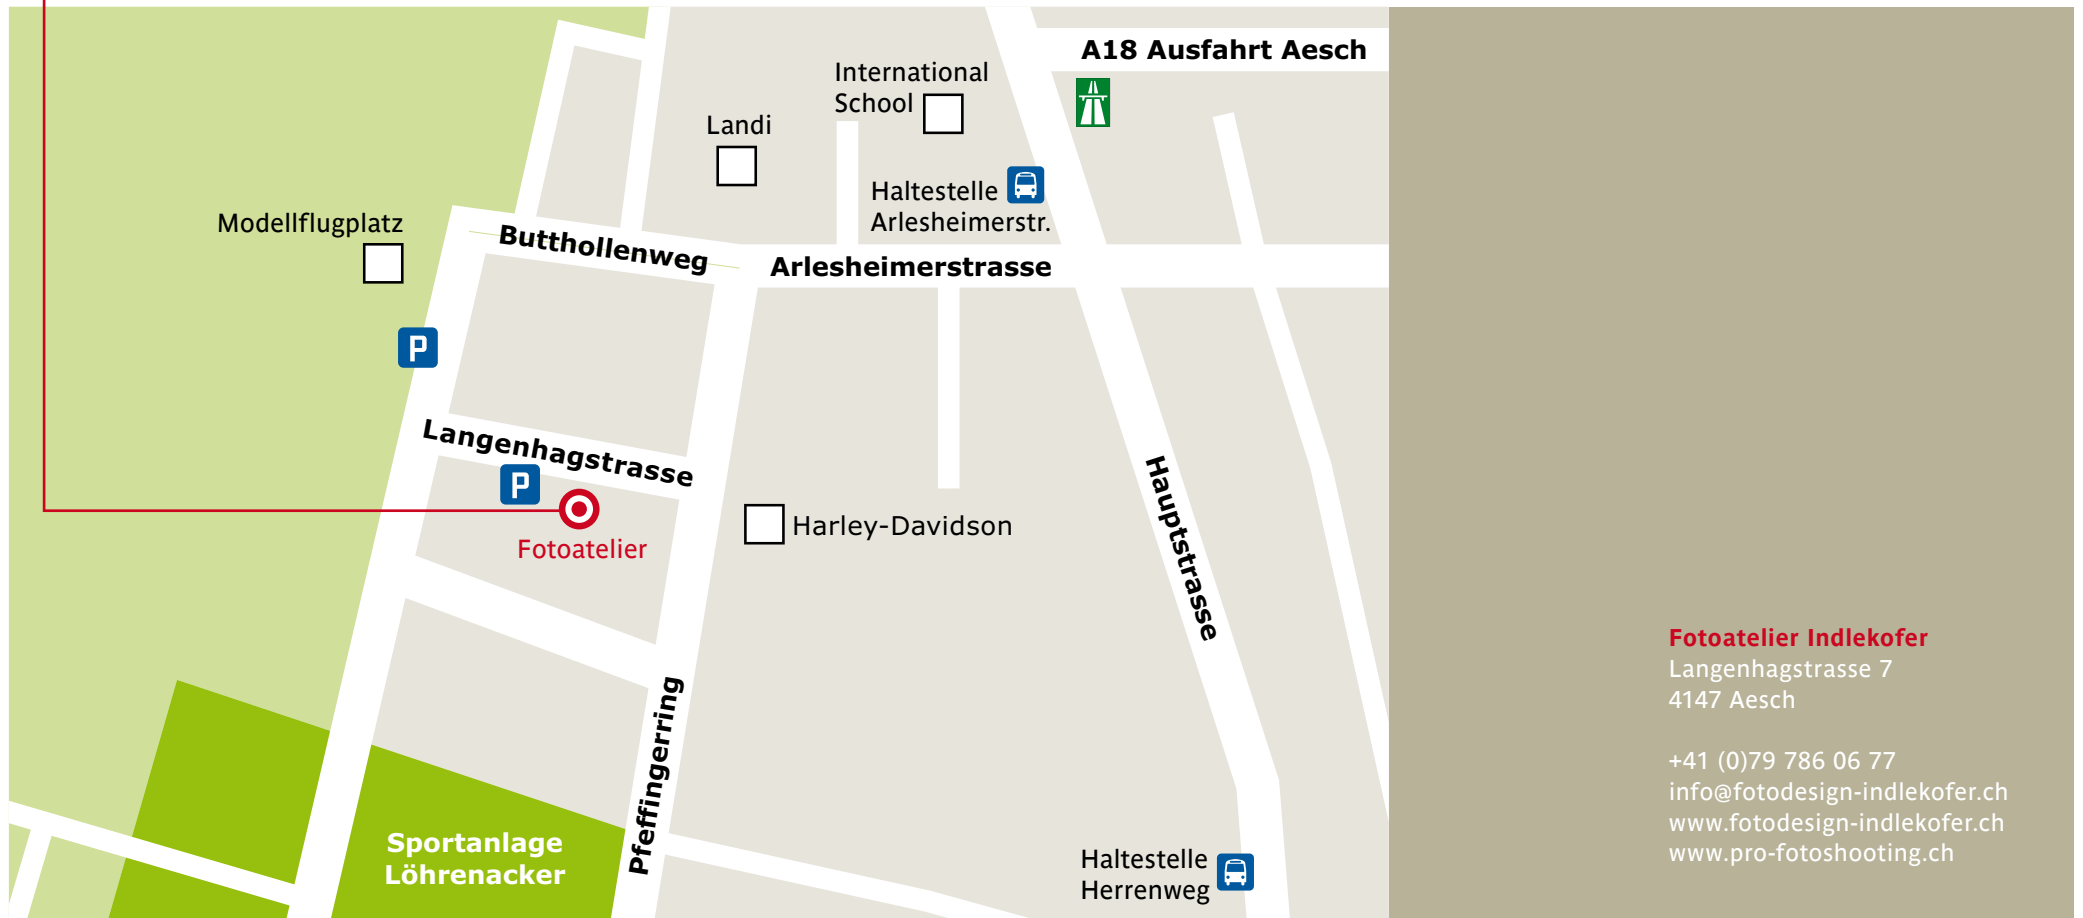 A18 Ausfahrt Aesch
International
School
Landi
Haltestelle
Arlesheimerstr.
Modellflugplatz
Butthollenweg
Arlesheimerstrasse
P
Langenhagstrasse
P
Fotoatelier
Harley-Davidson
Hauptstrasse
Pfeffingerring
Sportanlage
Löhrenacker
Haltestelle
Herrenweg
Fotoatelier Indlekofer
Langenhagstrasse 7
4147 Aesch
+41 (0)79 786 06 77
info@fotodesign-indlekofer.ch
www.fotodesign-indlekofer.ch
www.pro-fotoshooting.ch